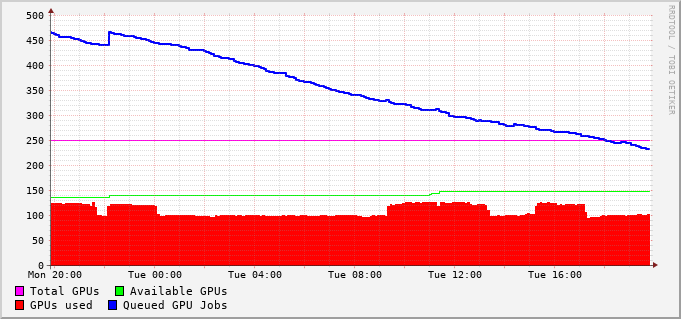 RRDTOOL / TOBI OETIKER
500
450
400
350
300
250
200
150
100
50
0
Mon 20:00 Tue 00:00 Tue 04:00 Tue 08:00 Tue 12:00 Tue 16:00
Total GPUs Available GPUs
GPUs used Queued GPU Jobs